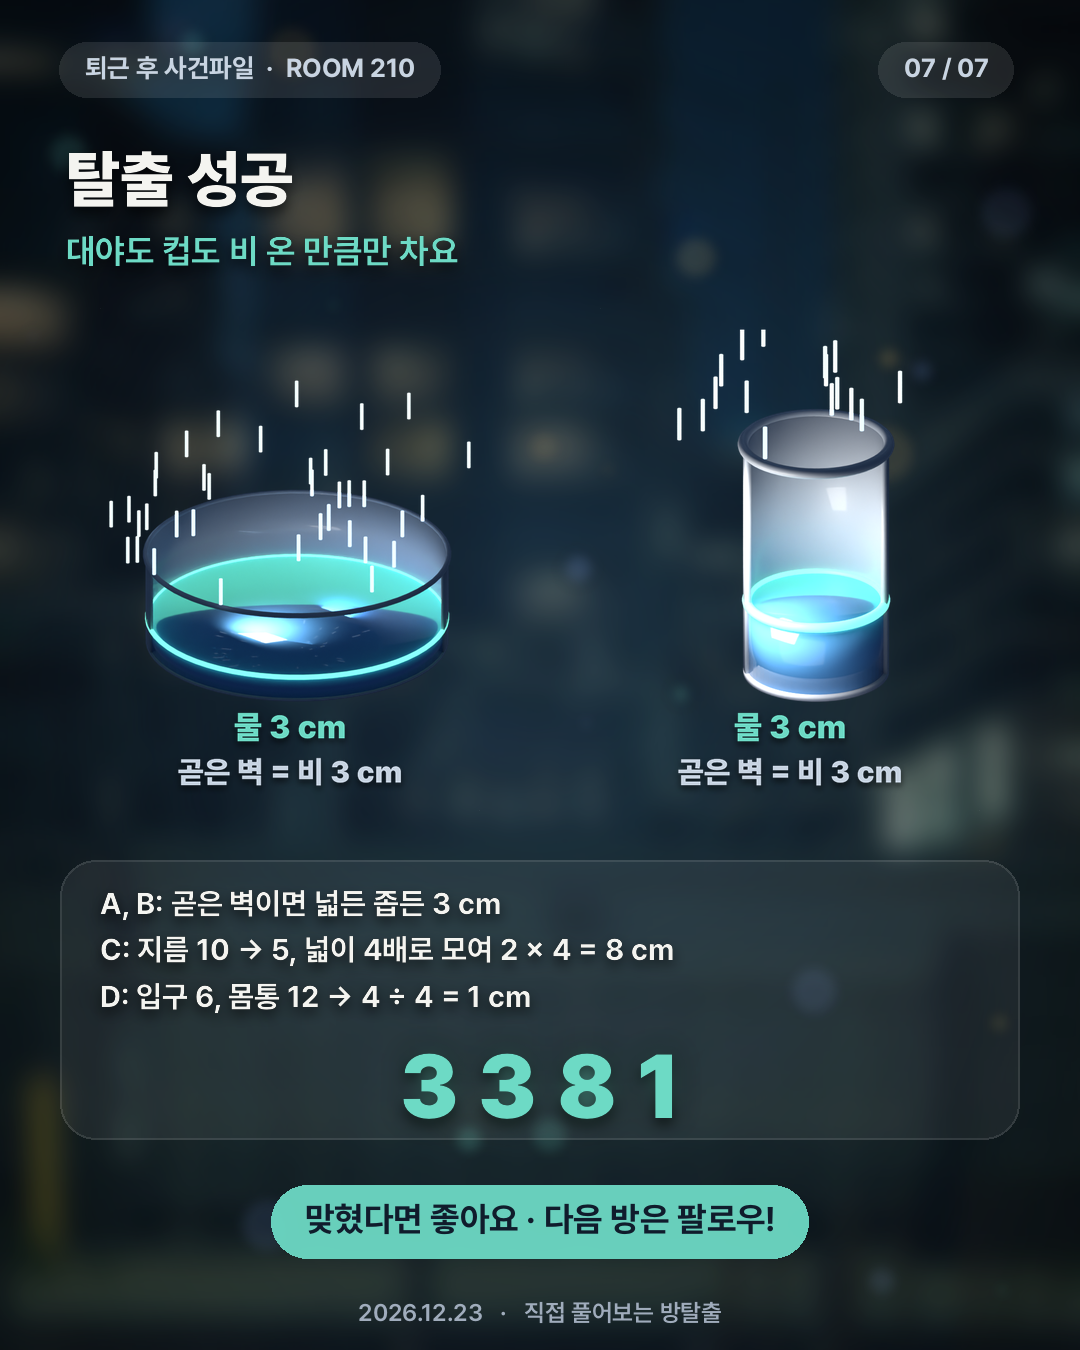 퇴근 후 사건파일 · ROOM 210
07 / 07
탈출 성공
대야도 컵도 비 온 만큼만 차요
물 3 cm
곧은 벽 = 비 3 cm
물 3 cm
곧은 벽 = 비 3 cm
A, B: 곧은 벽이면 넓든 좁든 3 cm
C: 지름 10 → 5, 넓이 4배로 모여 2 × 4 = 8 cm
D: 입구 6, 몸통 12 → 4 ÷ 4 = 1 cm
3 3 8 1
맞혔다면 좋아요 · 다음 방은 팔로우!
2026.12.23 · 직접 풀어보는 방탈출